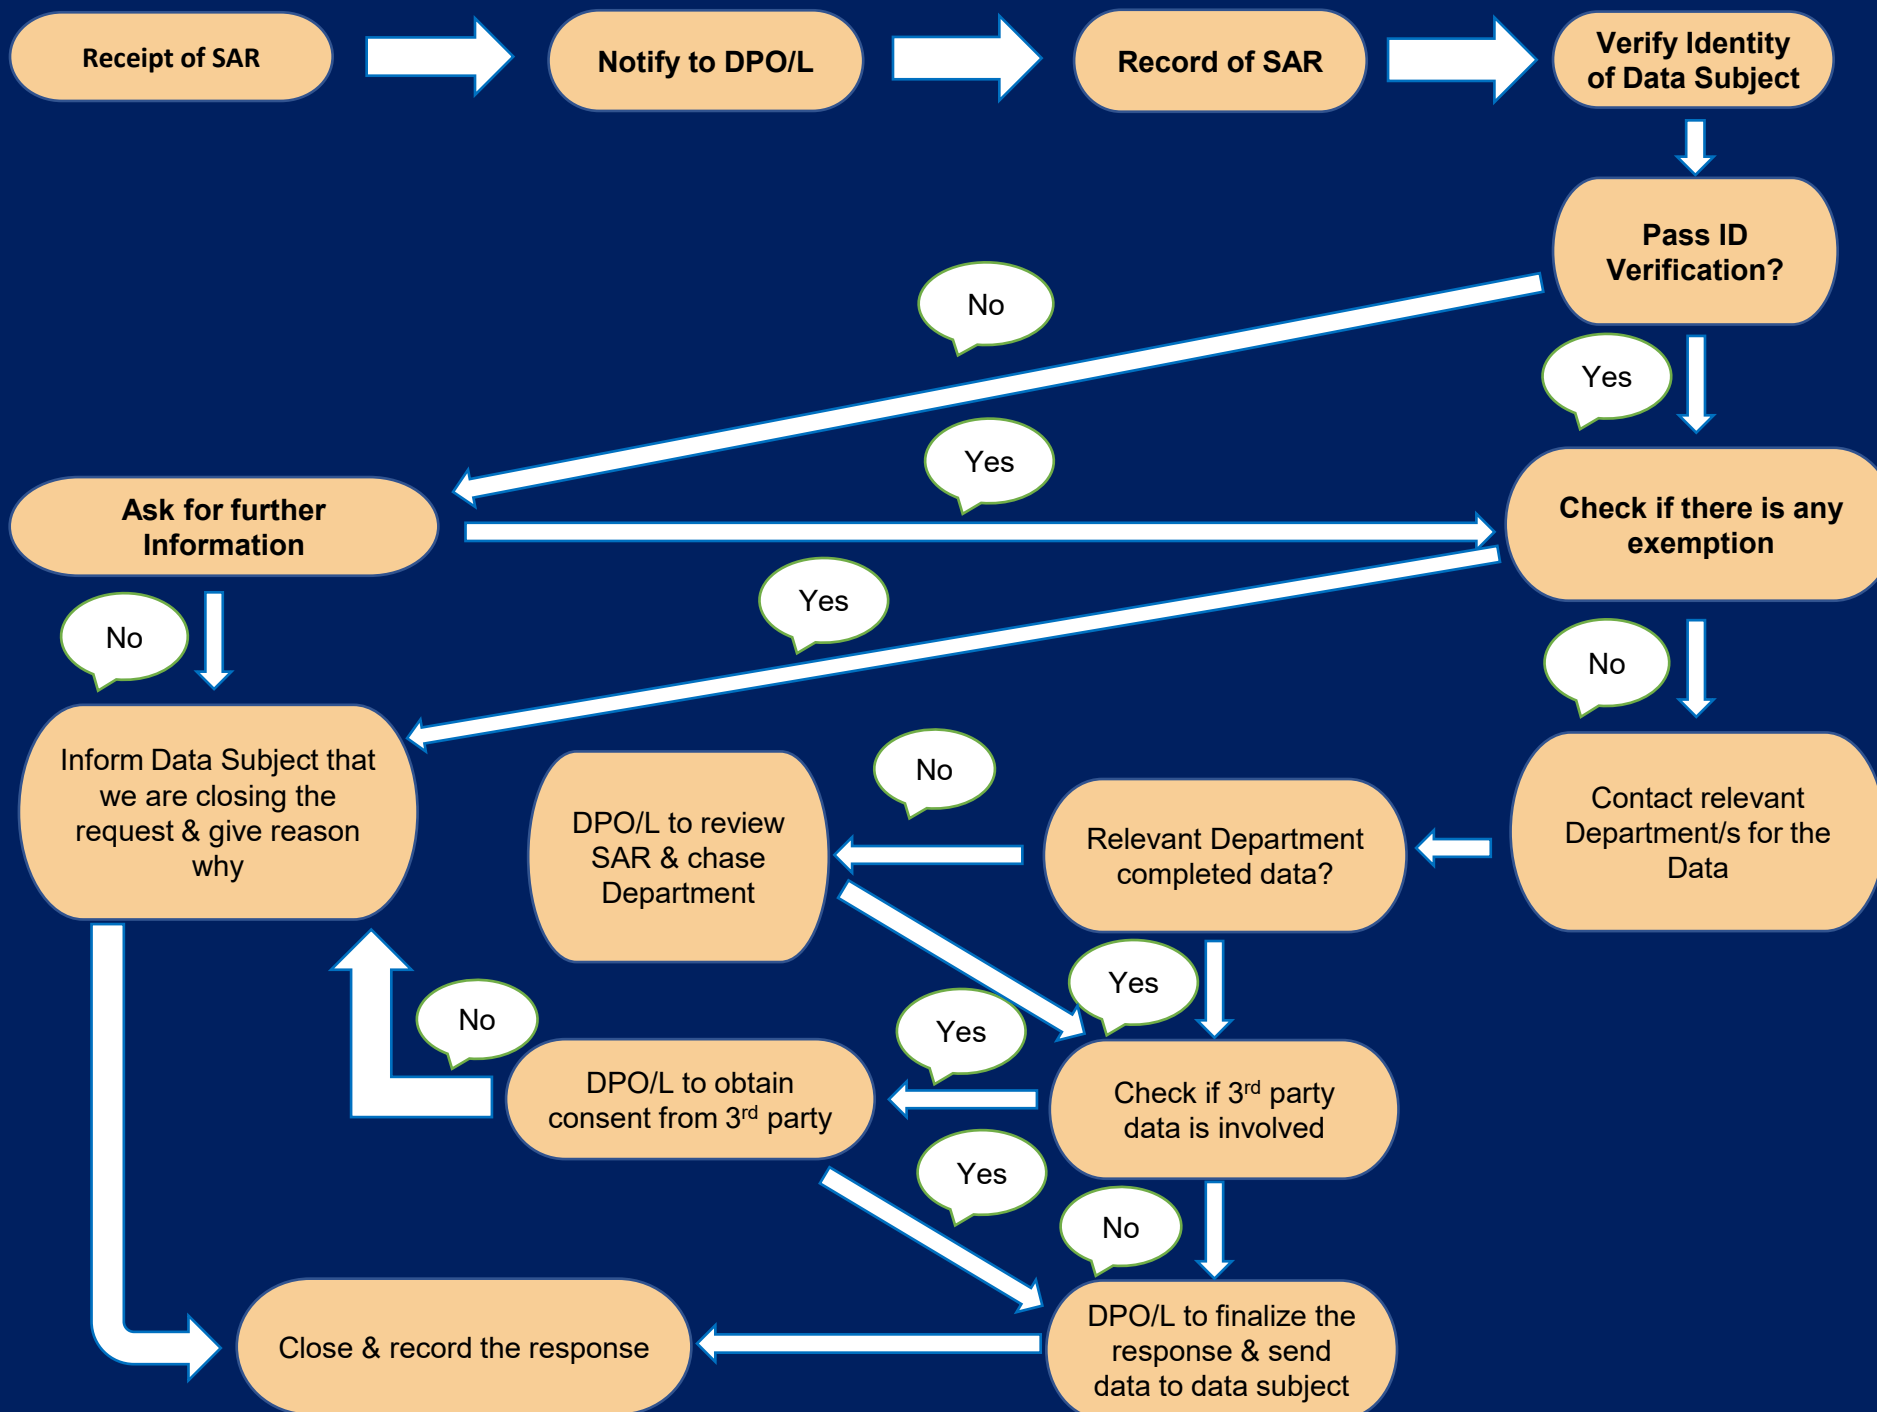 Receipt of SAR
Notify to DPO/L
Record of SAR
Verify Identity
of Data Subject
Pass ID
Verification?
No
Yes
Yes
Ask for further
Information
Check if there is any
exemption
Yes
No
No
Inform Data Subject that
we are closing the
request & give reason
why
No
DPO/L to review
SAR & chase
Department
Relevant Department
completed data?
Contact relevant
Department/s for the
Data
Yes
Yes
No
DPO/L to obtain
consent from 3rd party
Check if 3rd party
data is involved
Yes
No
Close & record the response
DPO/L to finalize the
response & send
data to data subject